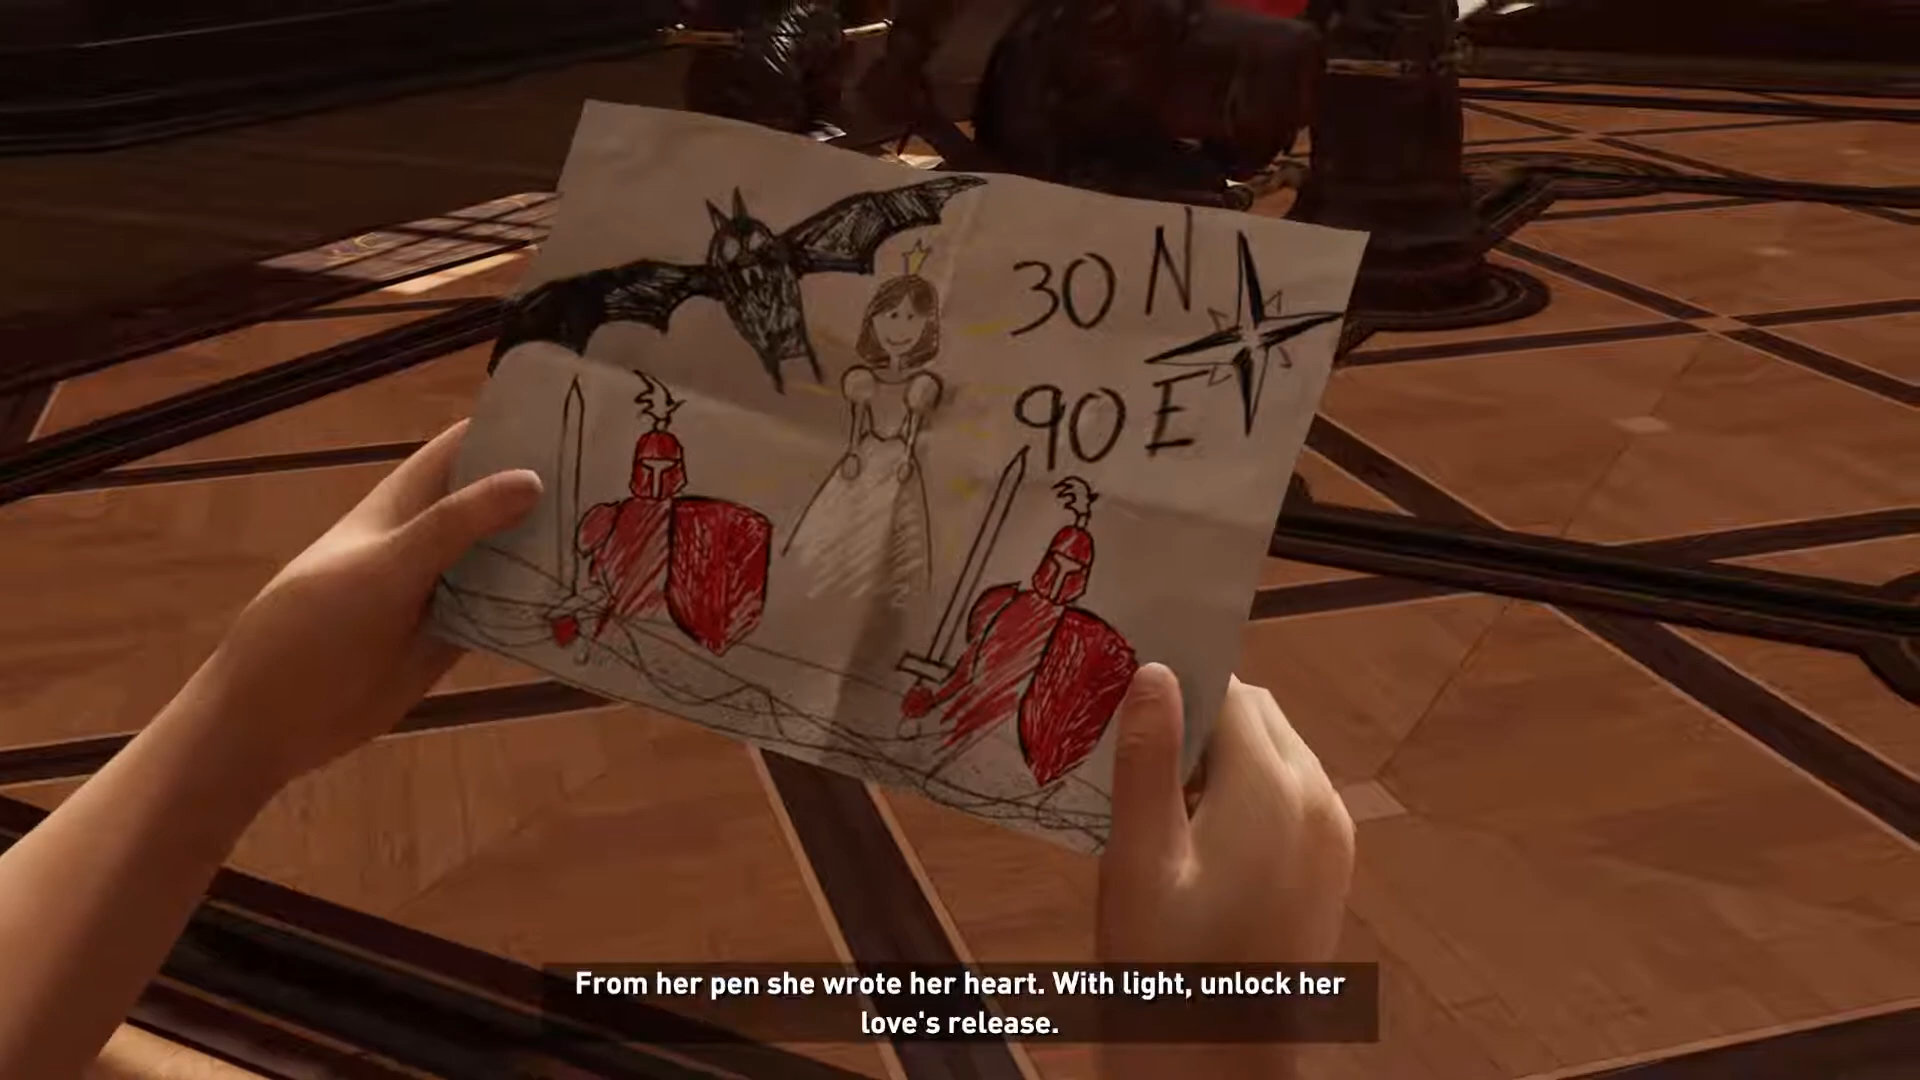 30 N
90 E
From her pen she wrote her heart. With light, unlock her
love's release.